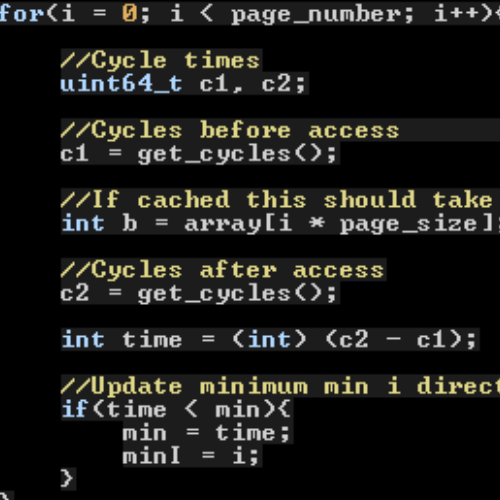 for(i = 0; i < page_number; i++){
//Cycle times
uint64_t c1, c2;
//Cycles before access
c1 = get_cycles();
//If cached this should take
int b = array[i * page_size];
//Cycles after access
c2 = get_cycles();
int time = (int) (c2 - c1);
//Update minimum min i direct
if(time < min){
min = time;
minI = i;
}
}